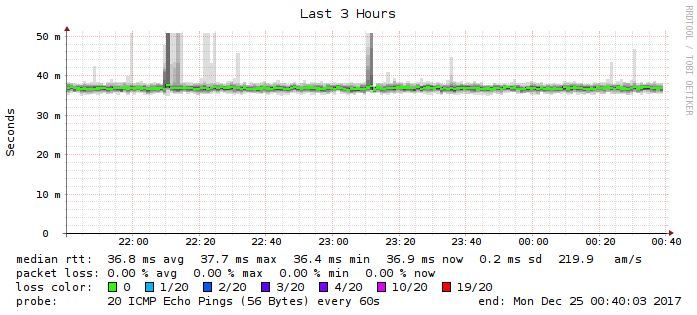 Last 3 Hours
RRDTOOL / TOBI OETIKER
Seconds
50 m
40 m
30 m
20 m
10 m
0
22:00 22:20 22:40 23:00 23:20 23:40 00:00 00:20 00:40
median rtt: 36.8 ms avg 37.7 ms max 36.4 ms min 36.9 ms now 0.2 ms sd 219.9 am/s
packet loss: 0.00 % avg 0.00 % max 0.00 % min 0.00 % now
loss color: 0 1/20 2/20 3/20 4/20 10/20 19/20
probe: 20 ICMP Echo Pings (56 Bytes) every 60s end: Mon Dec 25 00:40:03 2017